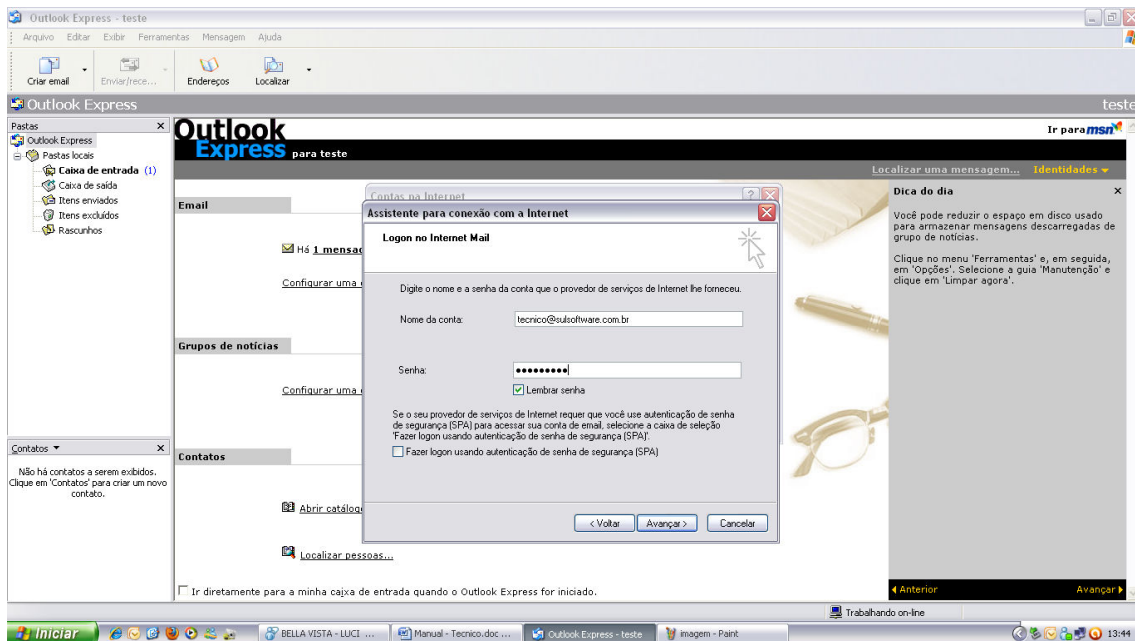 Outlook Express - teste
Arquivo Editar Exibir Ferramentas Mensagem Ajuda
Criar email Enviar/rece... Endereços Localizar
Outlook Express teste
Pastas x
Outlook Express
Pastas locais
Caixa de entrada (1)
Caixa de saída
Itens enviados
Itens excluídos
Rascunhos
Contatos x
Não há contatos a serem exibidos.
Clique em 'Contatos' para criar um novo
contato.
Outlook
Express para teste
Ir para msn
Localizar uma mensagem... Identidades
Email
Há 1 mensag
Configurar uma
Grupos de notícias
Configurar uma
Contatos
Abrir catálog
Localizar pessoas...
Ir diretamente para a minha caixa de entrada quando o Outlook Express for iniciado.
Contas na Internet
Assistente para conexão com a Internet
Logon no Internet Mail
Digite o nome e a senha da conta que o provedor de serviços de Internet lhe forneceu.
Nome da conta: tecnico@sulsoftware.com.br
Senha: •••••••••
Lembrar senha
Se o seu provedor de serviços de Internet requer que você use autenticação de senha
de segurança (SPA) para acessar sua conta de email, selecione a caixa de seleção
'Fazer logon usando autenticação de senha de segurança (SPA)'.
Fazer logon usando autenticação de senha de segurança (SPA)
< Voltar Avançar > Cancelar
Dica do dia x
Você pode reduzir o espaço em disco usado
para armazenar mensagens descarregadas de
grupo de notícias.
Clique no menu 'Ferramentas' e, em seguida,
em 'Opções'. Selecione a guia 'Manutenção' e
clique em 'Limpar agora'.
Anterior Avançar
Trabalhando on-line
Iniciar BELLA VISTA - LUCI ... Manual - Tecnico.doc ... Outlook Express - teste imagem - Paint 13:44